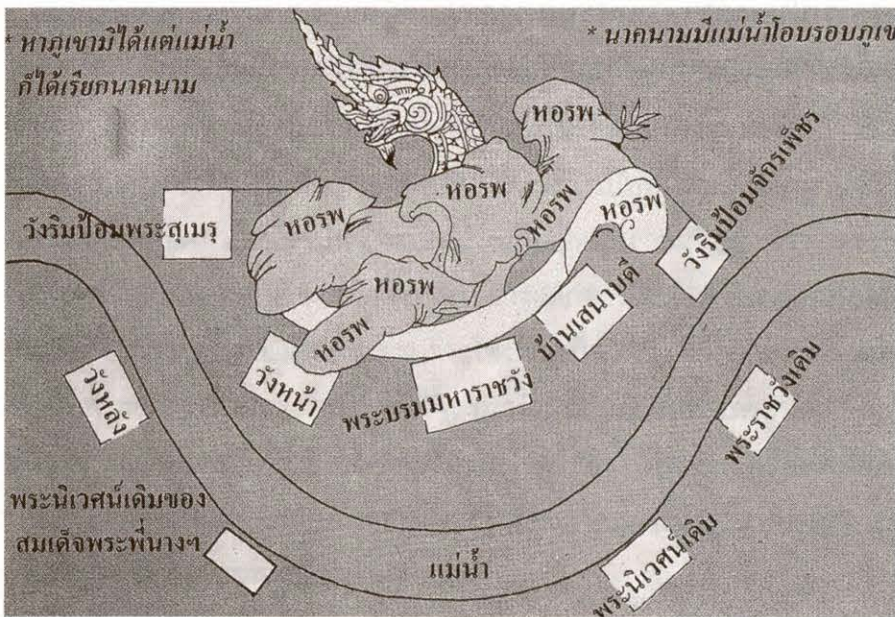 * หาภูเขามิได้แต่แม่น้ำ
ก็ได้เรียกนาคนาม
* นาคนามมีแม่น้ำโอบรอบภูเข
หอรพ
หอรพ
หอรพ
หอรพ
หอรพ
หอรพ
หอรพ
วังริมป้อมพระสุเมรุ
วังริมป้อมจักรเพ็ชร
บ้านเสนาบดี
วังหน้า
พระบรมมหาราชวัง
วังหลัง
พระราชวังเดิม
พระนิเวศน์เดิมของ
สมเด็จพระพี่นางฯ
แม่น้ำ
พระนิเวศน์เดิม